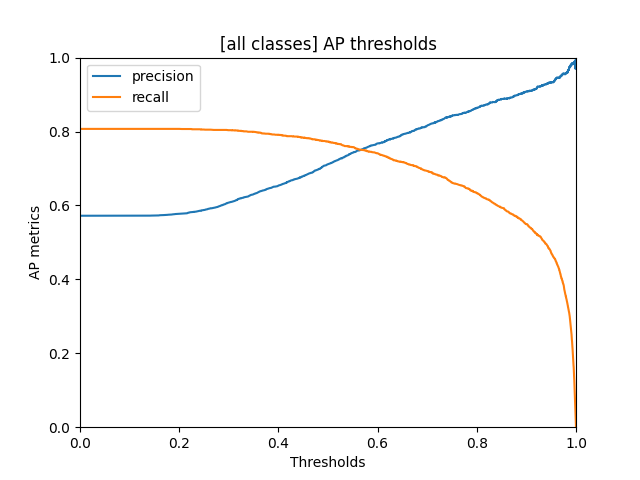 [all classes] AP thresholds
1.0
0.8
0.6
0.4
0.2
0.0
AP metrics
precision
recall
0.0 0.2 0.4 0.6 0.8 1.0
Thresholds